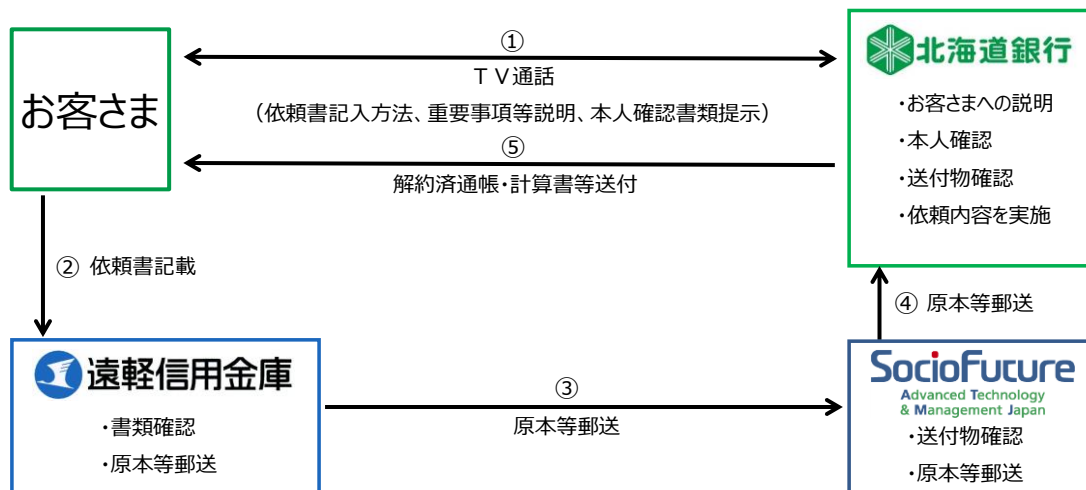 お客さま
①
ＴＶ通話
（依頼書記入方法、重要事項等説明、本人確認書類提示）
⑤
解約済通帳・計算書等送付
北海道銀行
・お客さまへの説明
・本人確認
・送付物確認
・依頼内容を実施
② 依頼書記載
④ 原本等郵送
遠軽信用金庫
・書類確認
・原本等郵送
③
原本等郵送
SocioFuture
Advanced Technology
& Management Japan
・送付物確認
・原本等郵送